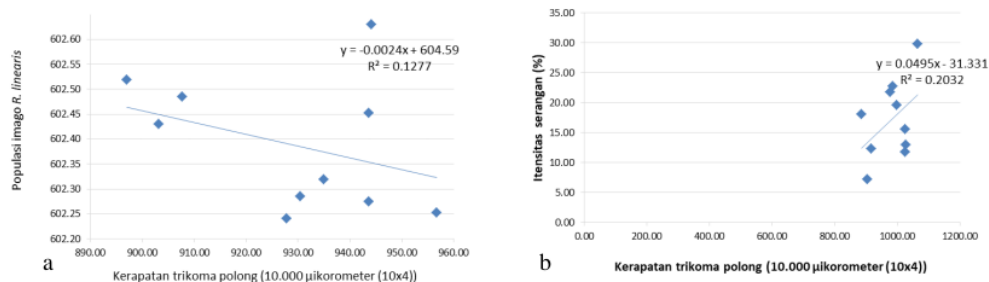 Populasi imago R. linearis
602.60
602.55
602.50
602.45
602.40
602.35
602.30
602.25
602.20
y = -0.0024x + 604.59
R² = 0.1277
890.00 900.00 910.00 920.00 930.00 940.00 950.00 960.00
Kerapatan trikoma polong (10.000 µikorometer (10x4))
a
Itensitas serangan (%)
35.00
30.00
25.00
20.00
15.00
10.00
5.00
0.00
y = 0.0495x - 31.331
R² = 0.2032
0.00 200.00 400.00 600.00 800.00 1000.00 1200.00
Kerapatan trikoma polong (10.000 µikorometer (10x4))
b